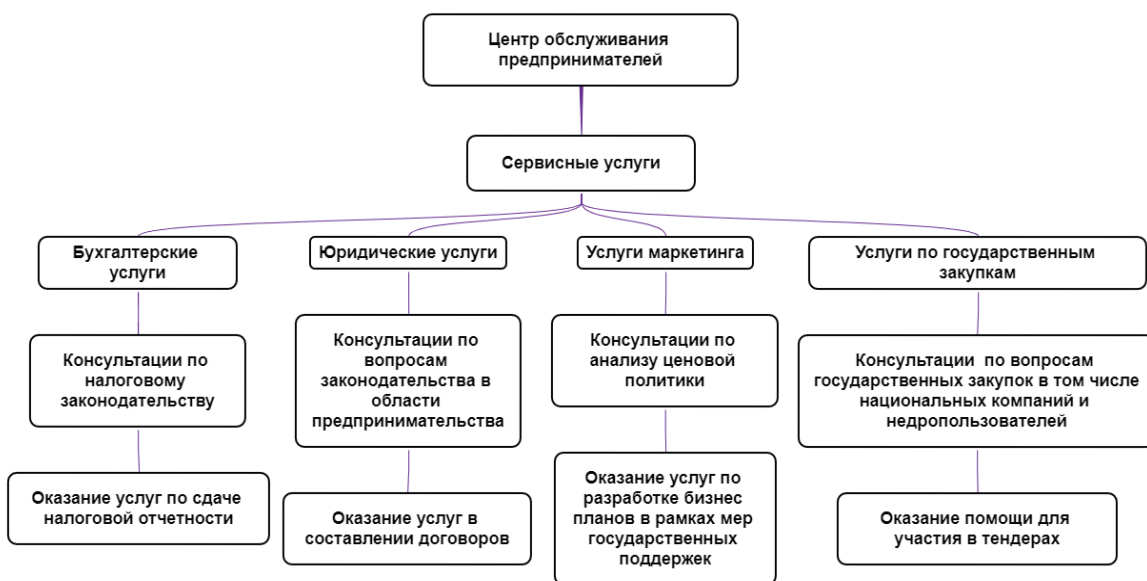 Центр обслуживания
предпринимателей
Сервисные услуги
Бухгалтерские
услуги
Юридические услуги
Услуги маркетинга
Услуги по государственным
закупкам
Консультации по
налоговому
законодательству
Консультации по
вопросам
законодательства в
области
предпринимательства
Консультации по
анализу ценовой
политики
Консультации по вопросам
государственных закупок в том числе
национальных компаний и
недропользователей
Оказание услуг по сдаче
налоговой отчетности
Оказание услуг в
составлении договоров
Оказание услуг по
разработке бизнес
планов в рамках мер
государственных
поддержек
Оказание помощи для
участия в тендерах